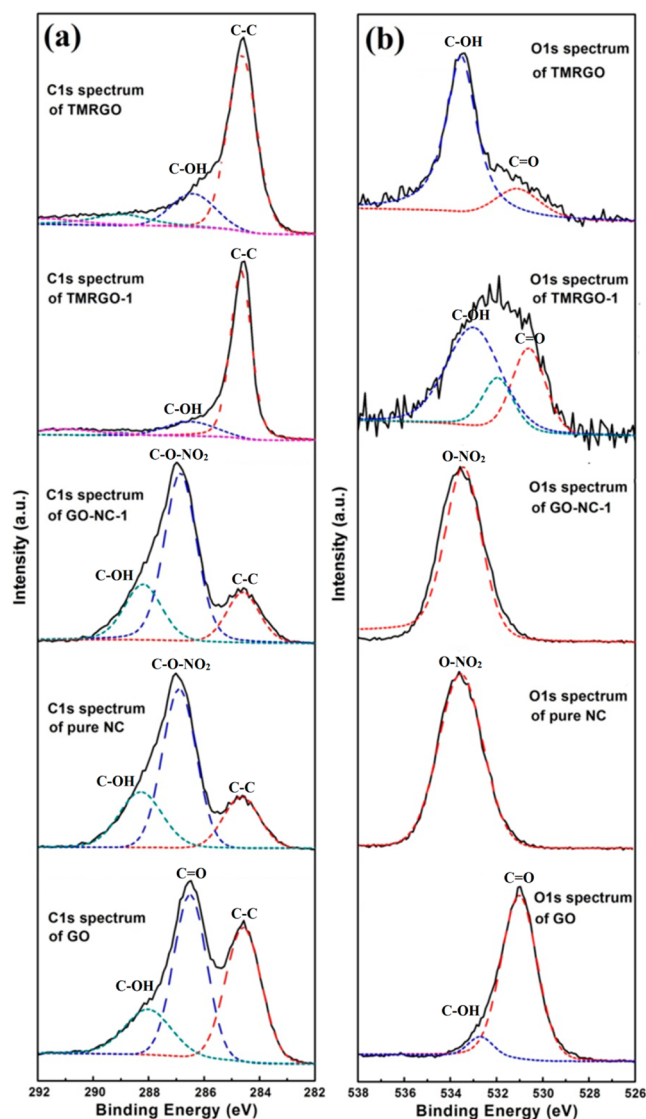 (a)
C-C
C1s spectrum
of TMRGO
C-OH
C-C
C1s spectrum
of TMRGO-1
C-OH
C-O-NO₂
C1s spectrum
of GO-NC-1
C-OH
C-C
C-O-NO₂
C1s spectrum
of pure NC
C-OH
C-C
C=O
C1s spectrum
of GO
C-C
C-OH
292 290 288 286 284 282
Binding Energy (eV)
Intensity (a.u.)
(b)
C-OH
O1s spectrum
of TMRGO
C=O
O1s spectrum
of TMRGO-1
C-OH
C=O
O-NO₂
O1s spectrum
of GO-NC-1
O-NO₂
O1s spectrum
of pure NC
C=O
O1s spectrum
of GO
C-OH
538 536 534 532 530 528 526
Binding Energy (eV)
Intensity (a.u.)